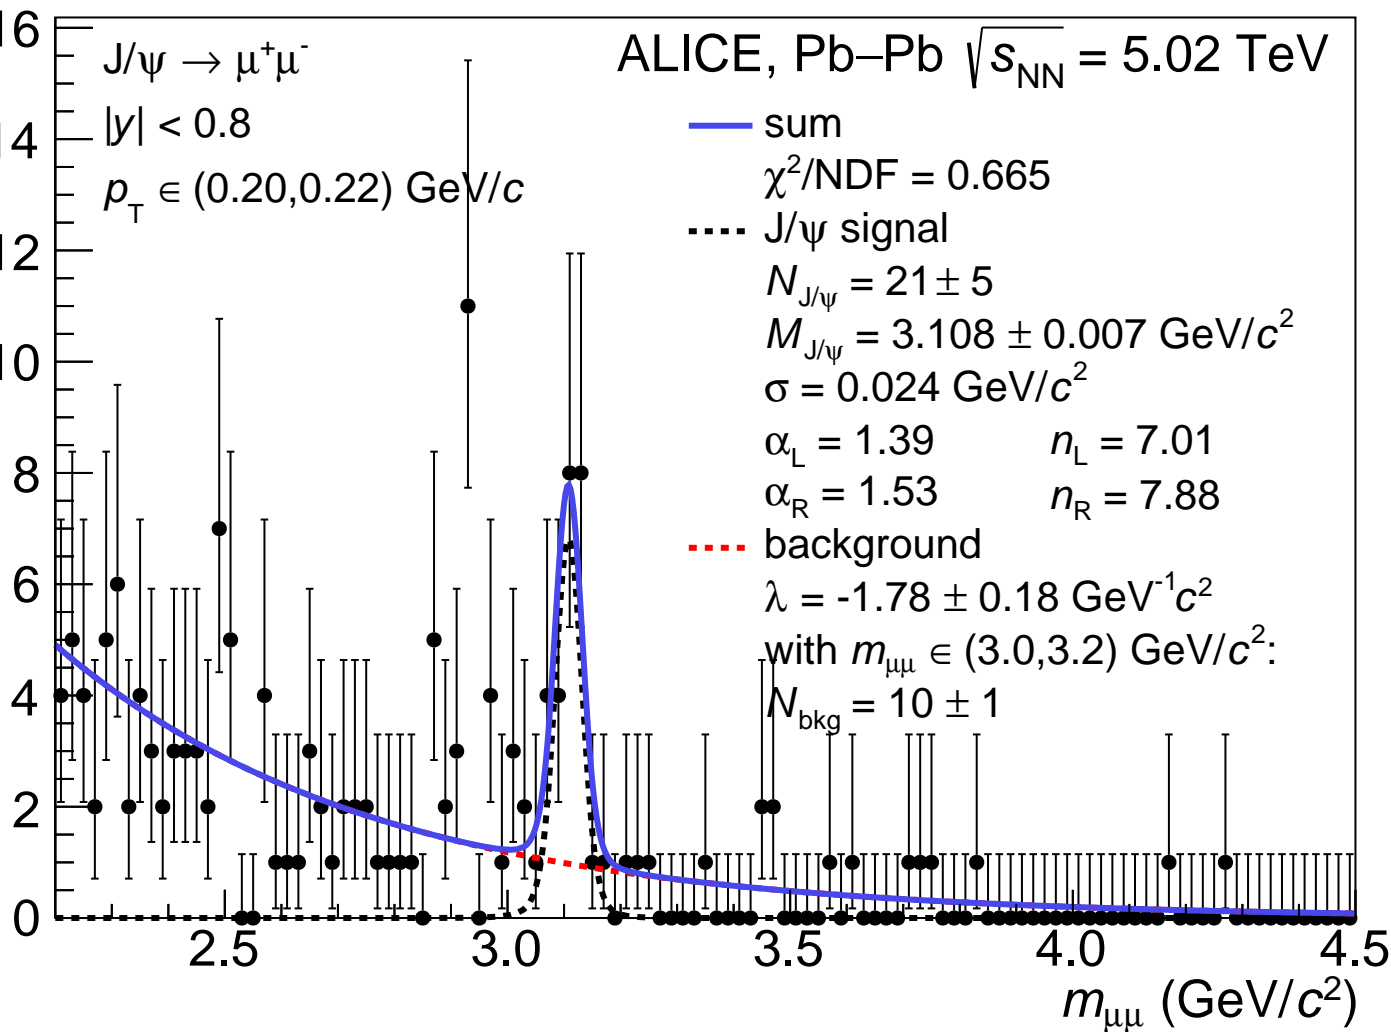 J/ψ → μ⁺μ⁻
|y| < 0.8
p_T ∈ (0.20,0.22) GeV/c
ALICE, Pb–Pb √s_NN = 5.02 TeV
sum
χ²/NDF = 0.665
J/ψ signal
N_J/ψ = 21 ± 5
M_J/ψ = 3.108 ± 0.007 GeV/c²
σ = 0.024 GeV/c²
α_L = 1.39 n_L = 7.01
α_R = 1.53 n_R = 7.88
background
λ = -1.78 ± 0.18 GeV⁻¹c²
with m_μμ ∈ (3.0,3.2) GeV/c²:
N_bkg = 10 ± 1
16
14
12
10
8
6
4
2
0
2.5 3.0 3.5 4.0 4.5
m_μμ (GeV/c²)